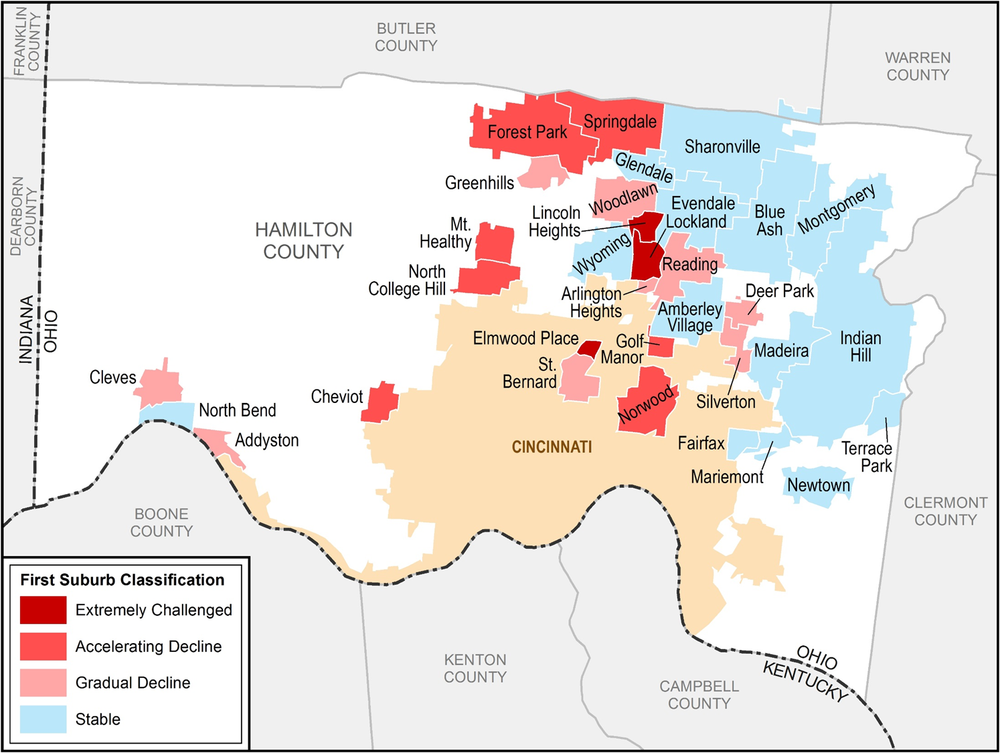 FRANKLIN
COUNTY
BUTLER
COUNTY
WARREN
COUNTY
Forest Park
Springdale
Sharonville
Glendale
Greenhills
Woodlawn
DEARBORN
COUNTY
HAMILTON
COUNTY
Mt.
Healthy
Lincoln
Heights
Evendale
Lockland
Blue
Ash
Montgomery
Wyoming
Reading
North
College Hill
Arlington
Heights
Deer Park
Amberley
Village
INDIANA
OHIO
Elmwood Place
Golf
Manor
Madeira
Indian
Hill
St.
Bernard
Cleves
Cheviot
Norwood
Silverton
North Bend
Addyston
CINCINNATI
Fairfax
Terrace
Park
Mariemont
Newtown
BOONE
COUNTY
CLERMONT
COUNTY
First Suburb Classification
Extremely Challenged
Accelerating Decline
Gradual Decline
Stable
KENTON
COUNTY
CAMPBELL
COUNTY
OHIO
KENTUCKY